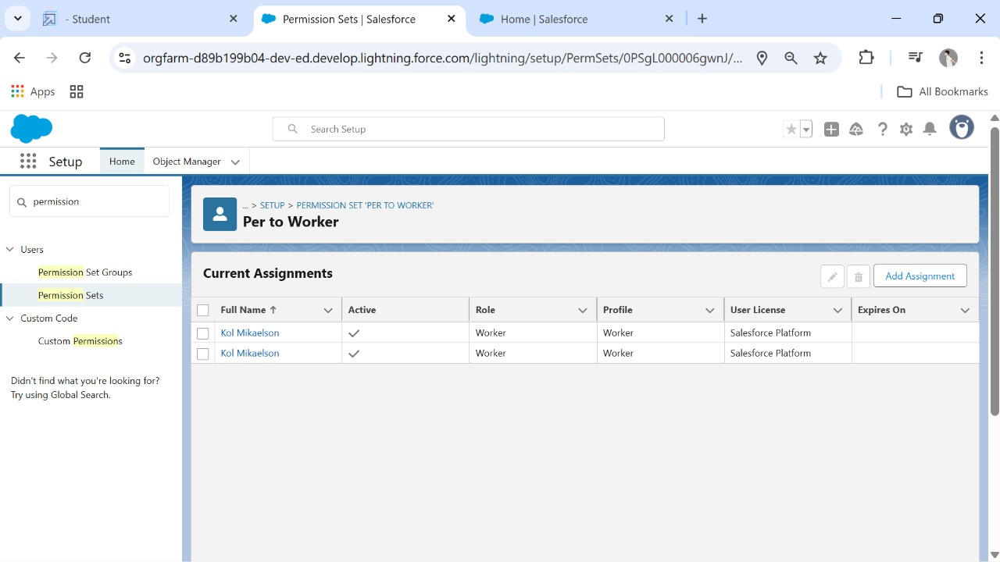 - Student
Permission Sets | Salesforce
Home | Salesforce
orgfarm-d89b199b04-dev-ed.develop.lightning.force.com/lightning/setup/PermSets/0PSgL000006gwnJ/...
Apps
All Bookmarks
Search Setup
Setup
Home
Object Manager
permission
Users
Permission Set Groups
Permission Sets
Custom Code
Custom Permissions
Didn't find what you're looking for?
Try using Global Search.
... > SETUP > PERMISSION SET 'PER TO WORKER'
Per to Worker
Current Assignments
Add Assignment
Full Name ↑ Active Role Profile User License Expires On
Kol Mikaelson Worker Worker Salesforce Platform
Kol Mikaelson Worker Worker Salesforce Platform